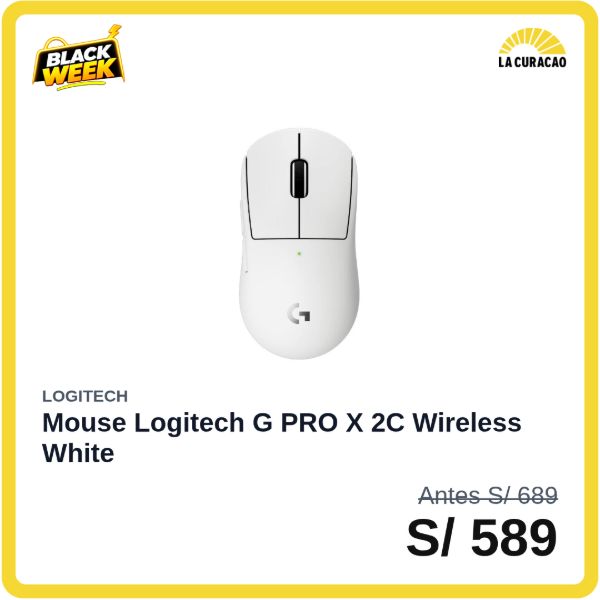 BLACK
WEEK
LA CURACAO
LOGITECH
Mouse Logitech G PRO X 2C Wireless
White
Antes S/ 689
S/ 589